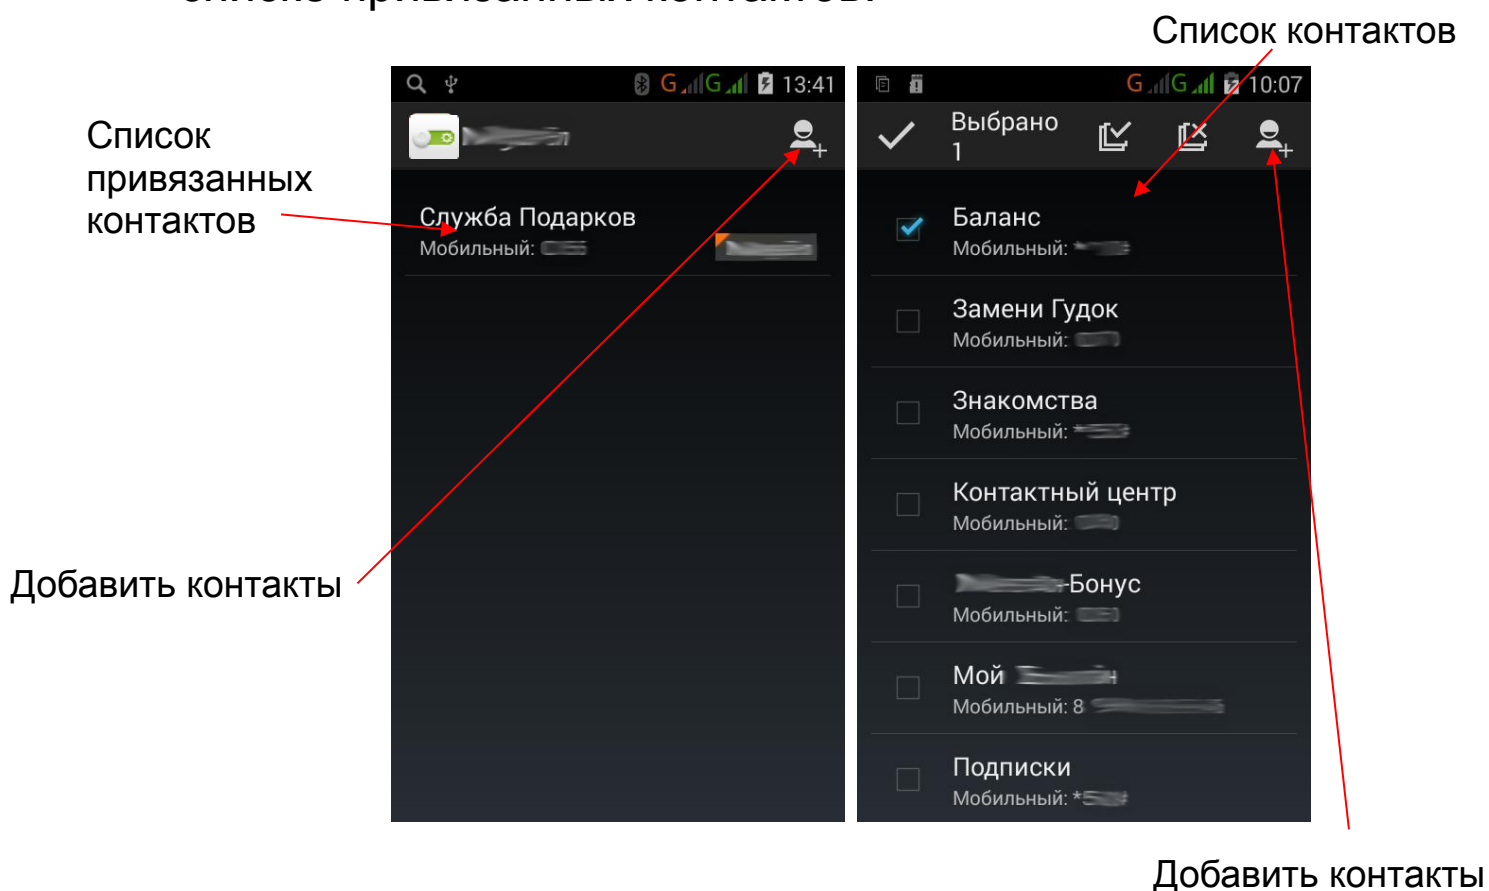 Список контактов
13:41
10:07
Список
привязанных
контактов
Выбрано
1
Служба Подарков
Мобильный:
Баланс
Мобильный: *
Замени Гудок
Мобильный:
Знакомства
Мобильный: *
Контактный центр
Мобильный:
-Бонус
Мобильный:
Мой
Мобильный: 8
Подписки
Мобильный: *
Добавить контакты
Добавить контакты